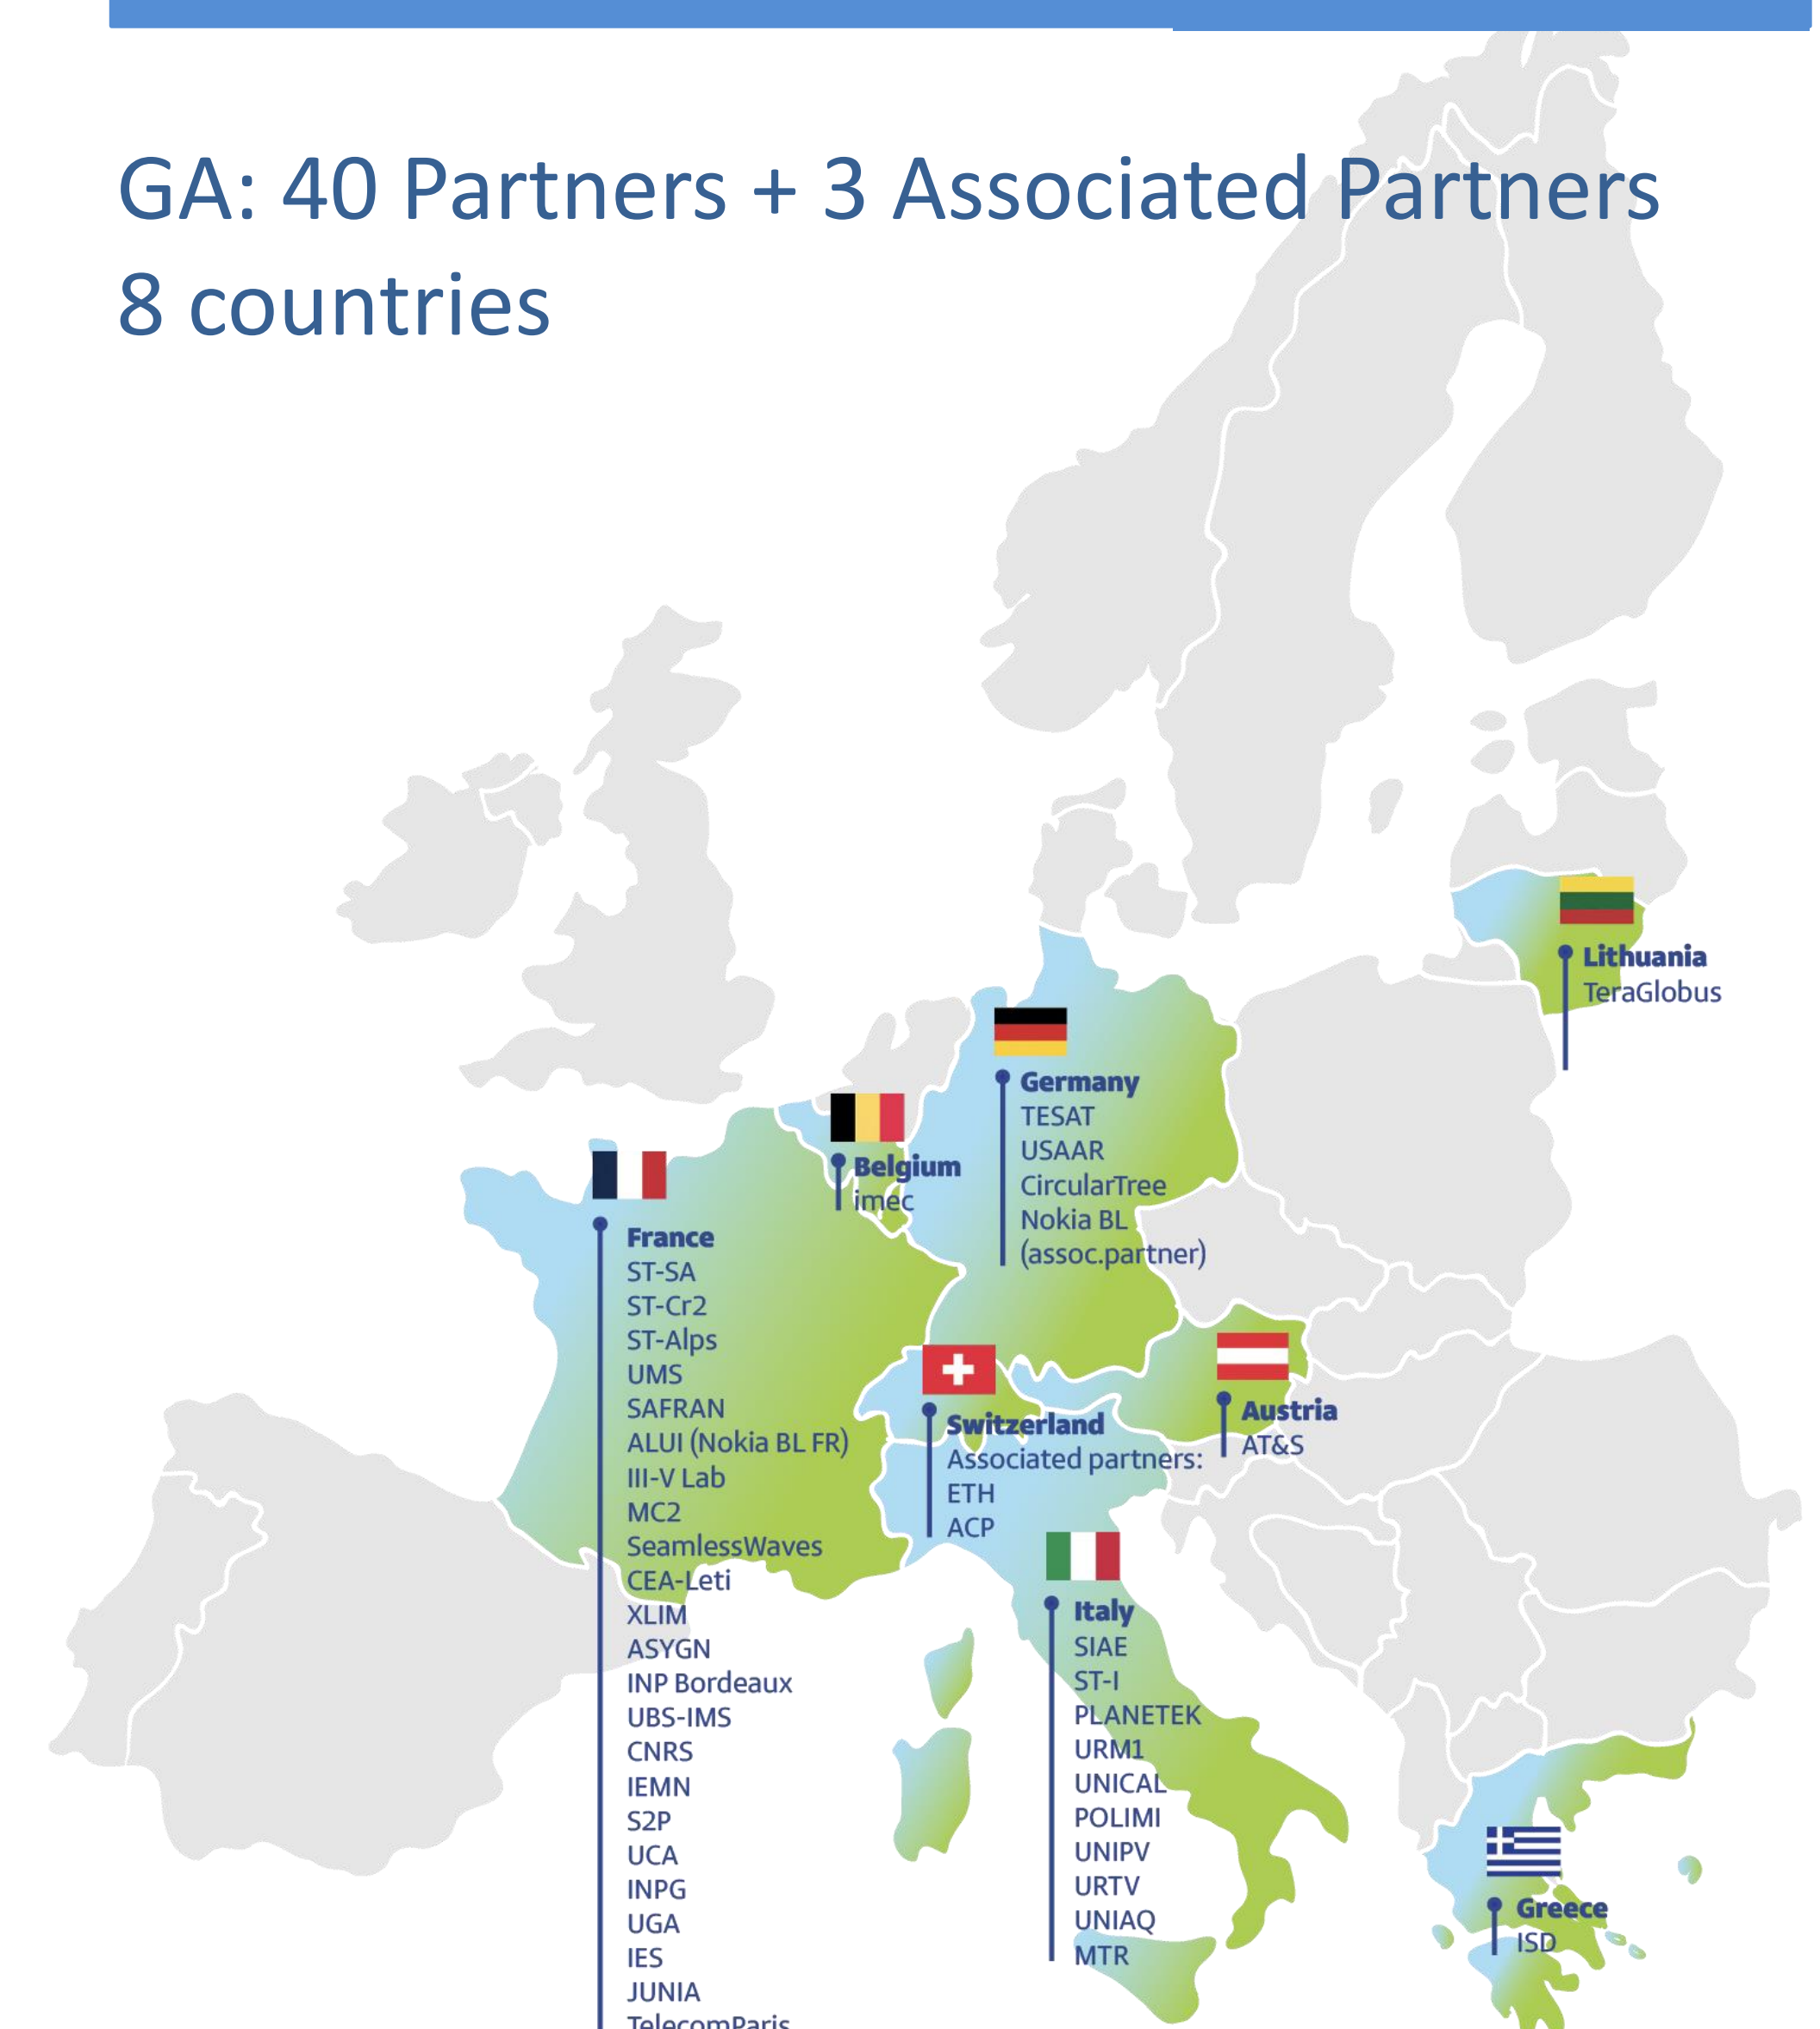 GA: 40 Partners + 3 Associated Partners
8 countries
Lithuania
TeraGlobus
Germany
TESAT
USAAR
CircularTree
Nokia BL
(assoc.partner)
Belgium
imec
France
ST-SA
ST-Cr2
ST-Alps
UMS
SAFRAN
ALUI (Nokia BL FR)
III-V Lab
MC2
SeamlessWaves
CEA-Leti
XLIM
ASYGN
INP Bordeaux
UBS-IMS
CNRS
IEMN
S2P
UCA
INPG
UGA
IES
JUNIA
TelecomParis
Switzerland
Associated partners:
ETH
ACP
Austria
AT&S
Italy
SIAE
ST-I
PLANETEK
URM1
UNICAL
POLIMI
UNIPV
URTV
UNIAQ
MTR
Greece
ISD